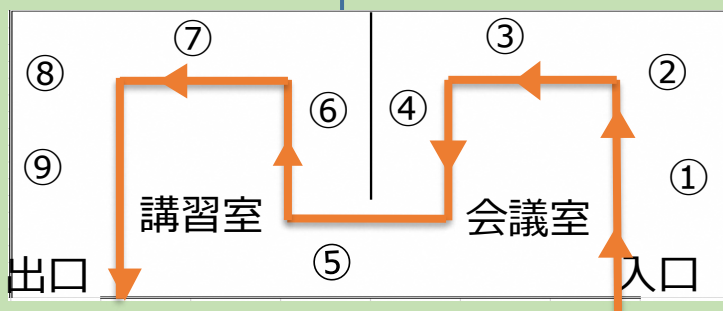 ⑦
③
⑧
②
⑥
④
⑨
①
講習室
会議室
⑤
出口
入口